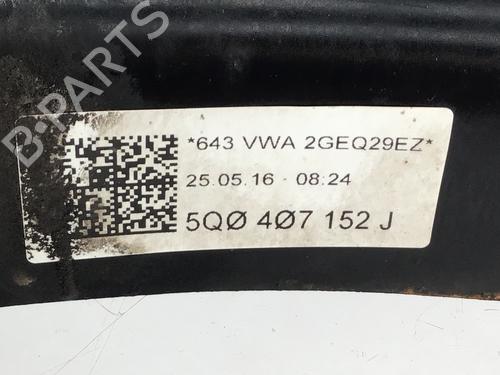 B-PARTS
*643 VWA 2GEQ29EZ*
25.05.16 - 08:24
5QØ 4Ø7 152 J